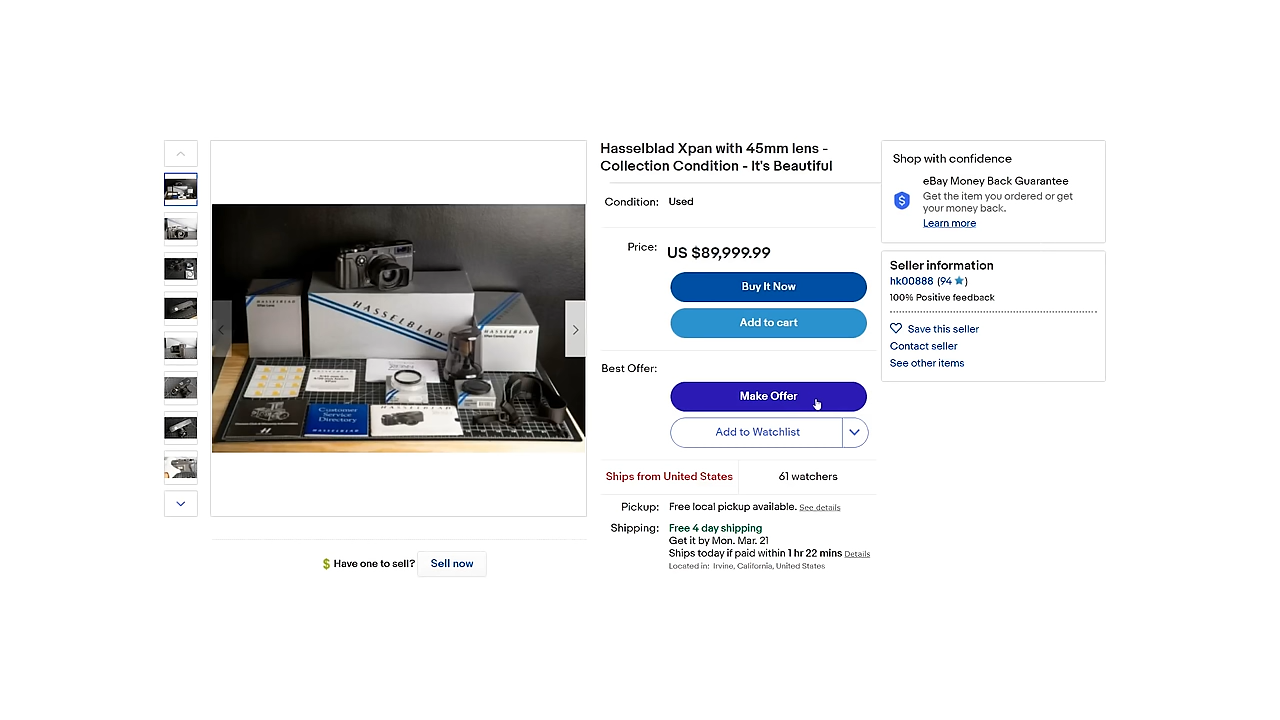 Hasselblad Xpan with 45mm lens -
Collection Condition - It's Beautiful
Condition: Used
Price: US $89,999.99
Buy It Now
Add to cart
Best Offer:
Make Offer
Add to Watchlist
Ships from United States
61 watchers
Pickup: Free local pickup available. See details
Shipping: Free 4 day shipping
Get it by Mon. Mar. 21
Ships today if paid within 1 hr 22 mins Details
Located in: Irvine, California, United States
Shop with confidence
eBay Money Back Guarantee
Get the item you ordered or get
your money back.
Learn more
Seller information
hk00888 (94)
100% Positive feedback
Save this seller
Contact seller
See other items
HASSELBLAD
HASSELBLAD
HASSELBLAD
Customer
Service
Directory
HASSELBLAD
Have one to sell? Sell now